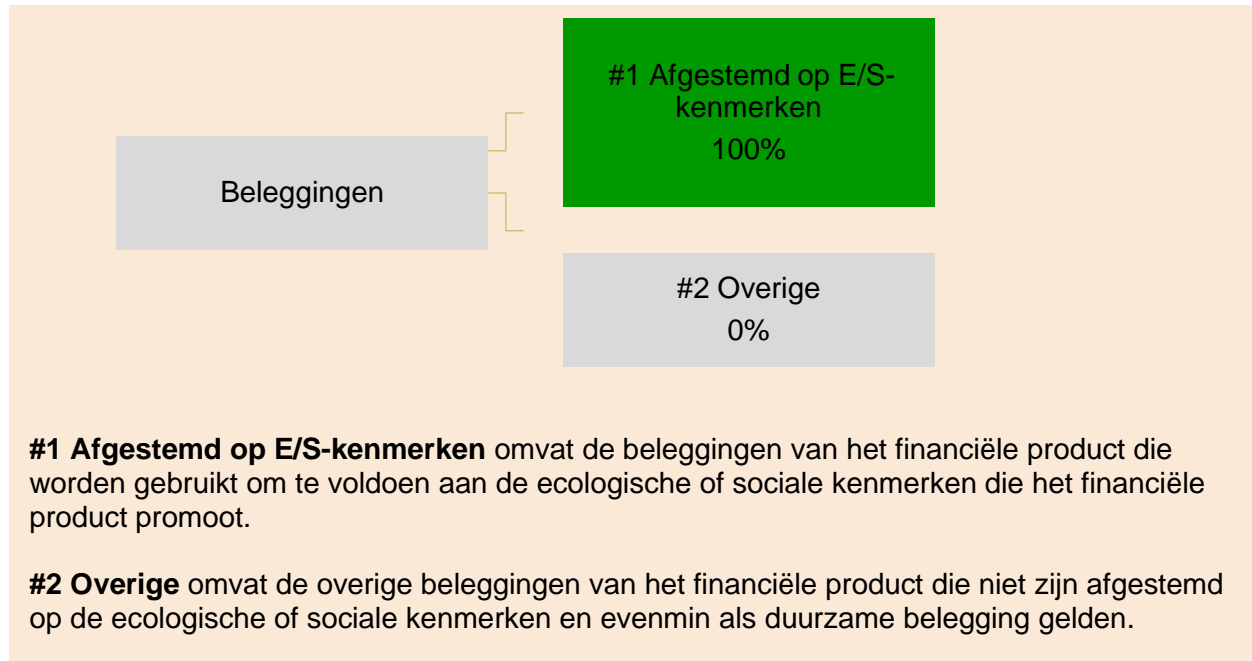 #1 Afgestemd op E/S-
kenmerken
100%
Beleggingen
#2 Overige
0%
#1 Afgestemd op E/S-kenmerken omvat de beleggingen van het financiële product die
worden gebruikt om te voldoen aan de ecologische of sociale kenmerken die het financiële
product promoot.
#2 Overige omvat de overige beleggingen van het financiële product die niet zijn afgestemd
op de ecologische of sociale kenmerken en evenmin als duurzame belegging gelden.